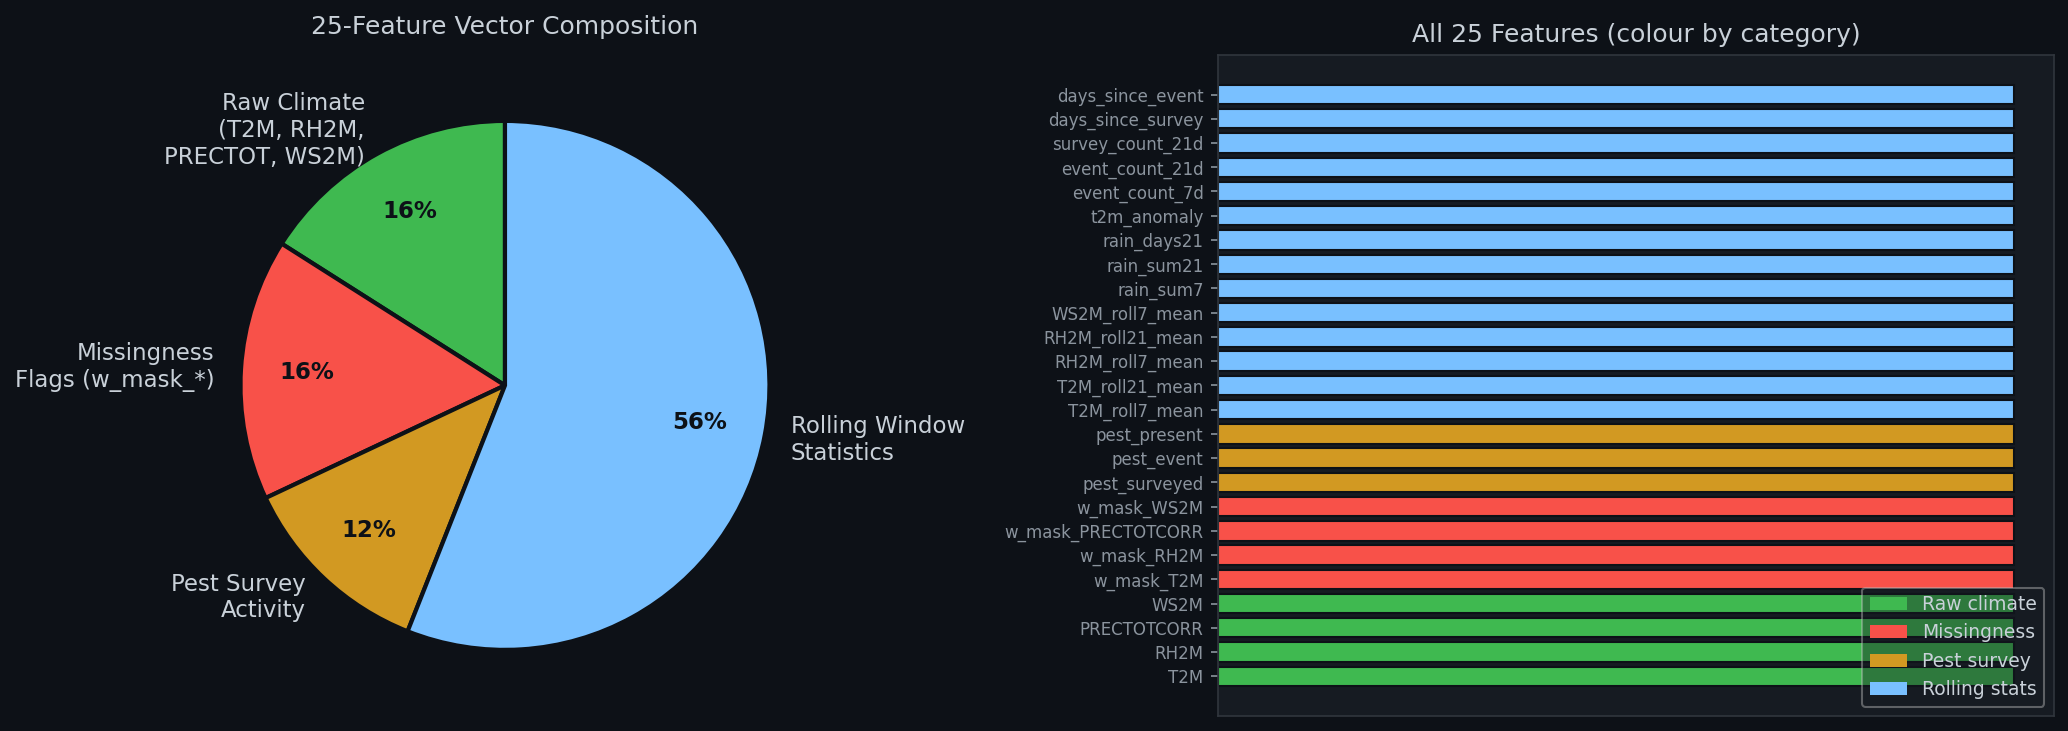 25-Feature Vector Composition
Raw Climate
(T2M, RH2M,
PRECTOT, WS2M)
16%
Missingness
Flags (w_mask_*)
16%
56%
Rolling Window
Statistics
12%
Pest Survey
Activity
All 25 Features (colour by category)
days_since_event
days_since_survey
survey_count_21d
event_count_21d
event_count_7d
t2m_anomaly
rain_days21
rain_sum21
rain_sum7
WS2M_roll7_mean
RH2M_roll21_mean
RH2M_roll7_mean
T2M_roll21_mean
T2M_roll7_mean
pest_present
pest_event
pest_surveyed
w_mask_WS2M
w_mask_PRECTOTCORR
w_mask_RH2M
w_mask_T2M
WS2M
PRECTOTCORR
RH2M
T2M
Raw climate
Missingness
Pest survey
Rolling stats